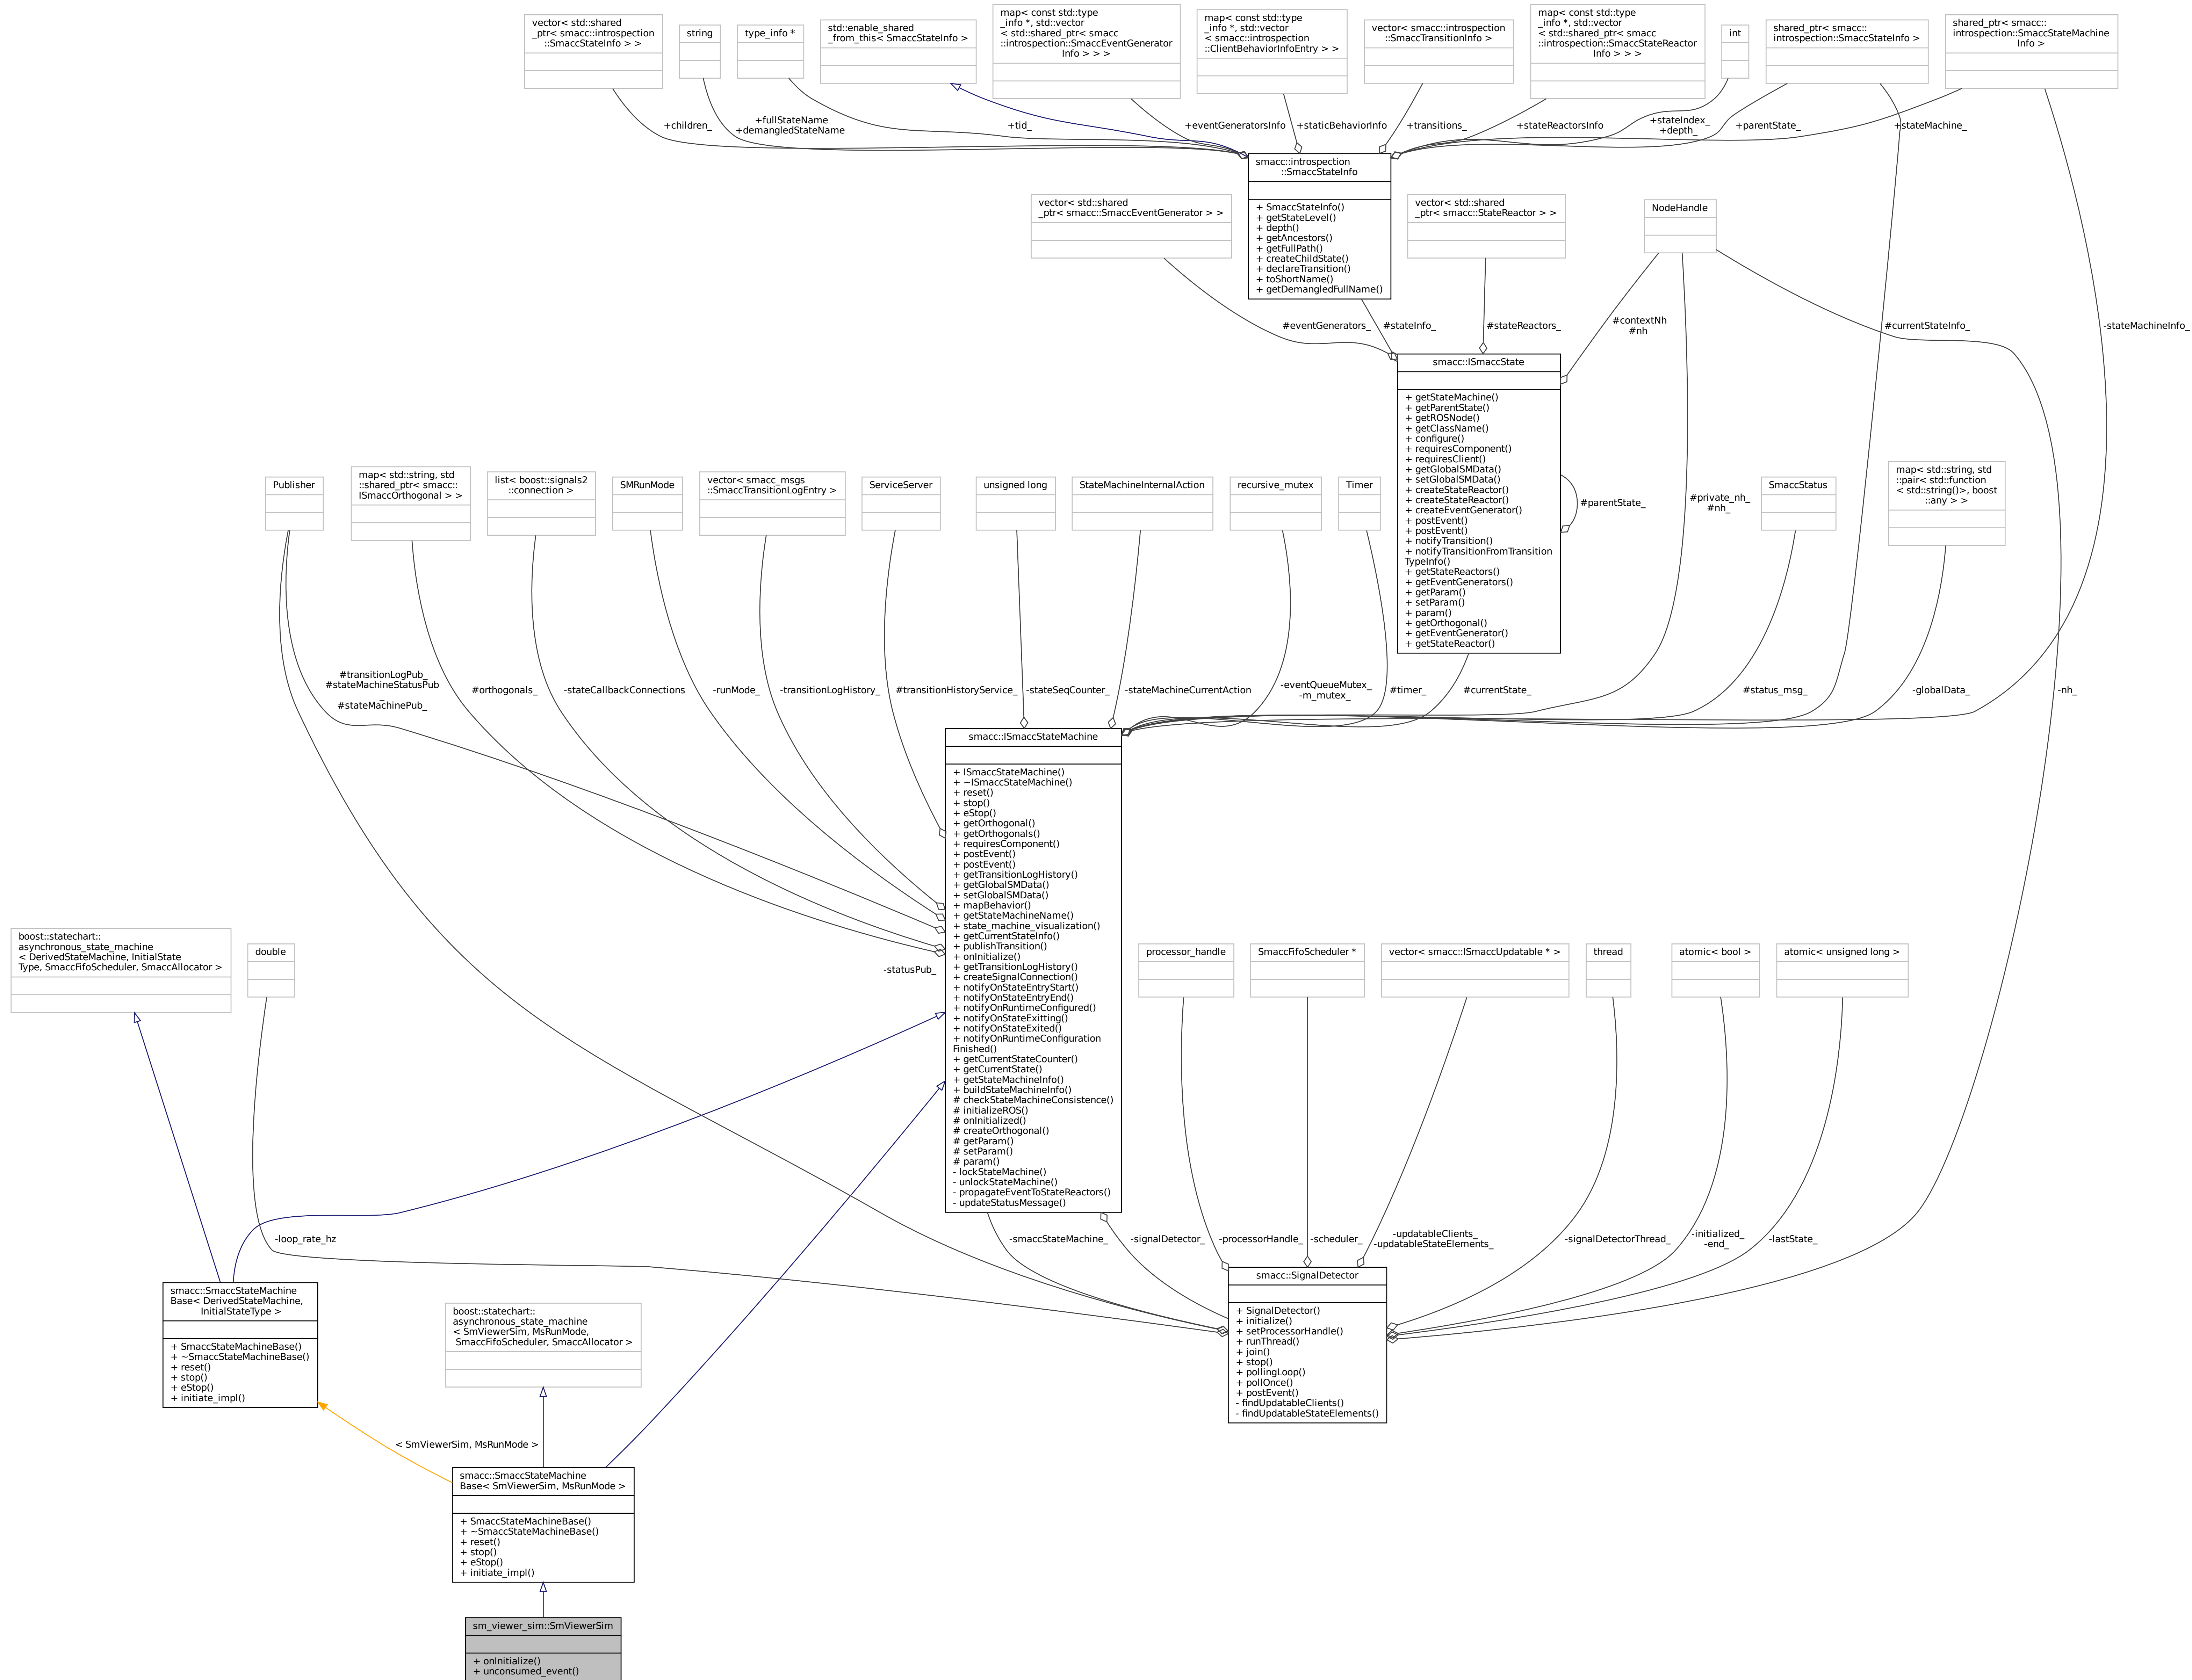 vector< std::shared
_ptr< smacc::introspection
::SmaccStateInfo > >
string
type_info *
std::enable_shared
_from_this< SmaccStateInfo >
map< const std::type
_info *, std::vector
< std::shared_ptr< smacc
::introspection::SmaccEventGenerator
Info > > >
map< const std::type
_info *, std::vector
< smacc::introspection
::ClientBehaviorInfoEntry > >
vector< smacc::introspection
::SmaccTransitionInfo >
map< const std::type
_info *, std::vector
< std::shared_ptr< smacc
::introspection::SmaccStateReactor
Info > > >
int
shared_ptr< smacc::
introspection::SmaccStateInfo >
shared_ptr< smacc::
introspection::SmaccStateMachine
Info >
+children_
+fullStateName
+demangledStateName
+tid_
+eventGeneratorsInfo
+staticBehaviorInfo
+transitions_
+stateReactorsInfo
+stateIndex_
+depth_
+parentState_
+stateMachine_
smacc::introspection
::SmaccStateInfo
+ SmaccStateInfo()
+ getStateLevel()
+ depth()
+ getAncestors()
+ getFullPath()
+ createChildState()
+ declareTransition()
+ toShortName()
+ getDemangledFullName()
vector< std::shared
_ptr< smacc::SmaccEventGenerator > >
vector< std::shared
_ptr< smacc::StateReactor > >
NodeHandle
#eventGenerators_
#stateInfo_
#stateReactors_
#contextNh
#nh
#currentStateInfo_
-stateMachineInfo_
smacc::ISmaccState
+ getStateMachine()
+ getParentState()
+ getROSNode()
+ getClassName()
+ configure()
+ requiresComponent()
+ requiresClient()
+ getGlobalSMData()
+ setGlobalSMData()
+ createStateReactor()
+ createStateReactor()
+ createEventGenerator()
+ postEvent()
+ postEvent()
+ notifyTransition()
+ notifyTransitionFromTransition
TypeInfo()
+ getStateReactors()
+ getEventGenerators()
+ getParam()
+ setParam()
+ param()
+ getOrthogonal()
+ getEventGenerator()
+ getStateReactor()
#parentState_
#private_nh_
#nh_
Publisher
map< std::string, std
::shared_ptr< smacc::
ISmaccOrthogonal > >
list< boost::signals2
::connection >
SMRunMode
vector< smacc_msgs
::SmaccTransitionLogEntry >
ServiceServer
unsigned long
StateMachineInternalAction
recursive_mutex
Timer
SmaccStatus
map< std::string, std
::pair< std::function
< std::string()>, boost
::any > >
#transitionLogPub_
#stateMachineStatusPub
_
#stateMachinePub_
#orthogonals_
-stateCallbackConnections
-runMode_
-transitionLogHistory_
#transitionHistoryService_
-stateSeqCounter_
-stateMachineCurrentAction
-eventQueueMutex_
-m_mutex_
#timer_
#currentState_
#status_msg_
-globalData_
-nh_
smacc::ISmaccStateMachine
+ ISmaccStateMachine()
+ ~ISmaccStateMachine()
+ reset()
+ stop()
+ eStop()
+ getOrthogonal()
+ getOrthogonals()
+ requiresComponent()
+ postEvent()
+ postEvent()
+ getTransitionLogHistory()
+ getGlobalSMData()
+ setGlobalSMData()
+ mapBehavior()
+ getStateMachineName()
+ state_machine_visualization()
+ getCurrentStateInfo()
+ publishTransition()
+ onInitialize()
+ getTransitionLogHistory()
+ createSignalConnection()
+ notifyOnStateEntryStart()
+ notifyOnStateEntryEnd()
+ notifyOnRuntimeConfigured()
+ notifyOnStateExitting()
+ notifyOnStateExited()
+ notifyOnRuntimeConfiguration
Finished()
+ getCurrentStateCounter()
+ getCurrentState()
+ getStateMachineInfo()
+ buildStateMachineInfo()
# checkStateMachineConsistence()
# initializeROS()
# onInitialized()
# createOrthogonal()
# getParam()
# setParam()
# param()
- lockStateMachine()
- unlockStateMachine()
- propagateEventToStateReactors()
- updateStatusMessage()
-statusPub_
boost::statechart::
asynchronous_state_machine
< DerivedStateMachine, InitialState
Type, SmaccFifoScheduler, SmaccAllocator >
double
processor_handle
SmaccFifoScheduler *
vector< smacc::ISmaccUpdatable * >
thread
atomic< bool >
atomic< unsigned long >
-loop_rate_hz
-smaccStateMachine_
-signalDetector_
-processorHandle_
-scheduler_
-updatableClients_
-updatableStateElements_
-signalDetectorThread_
-initialized_
-end_
-lastState_
smacc::SmaccStateMachine
Base< DerivedStateMachine,
InitialStateType >
+ SmaccStateMachineBase()
+ ~SmaccStateMachineBase()
+ reset()
+ stop()
+ eStop()
+ initiate_impl()
smacc::SignalDetector
+ SignalDetector()
+ initialize()
+ setProcessorHandle()
+ runThread()
+ join()
+ stop()
+ pollingLoop()
+ pollOnce()
+ postEvent()
- findUpdatableClients()
- findUpdatableStateElements()
boost::statechart::
asynchronous_state_machine
< SmViewerSim, MsRunMode,
SmaccFifoScheduler, SmaccAllocator >
< SmViewerSim, MsRunMode >
smacc::SmaccStateMachine
Base< SmViewerSim, MsRunMode >
+ SmaccStateMachineBase()
+ ~SmaccStateMachineBase()
+ reset()
+ stop()
+ eStop()
+ initiate_impl()
sm_viewer_sim::SmViewerSim
+ onInitialize()
+ unconsumed_event()